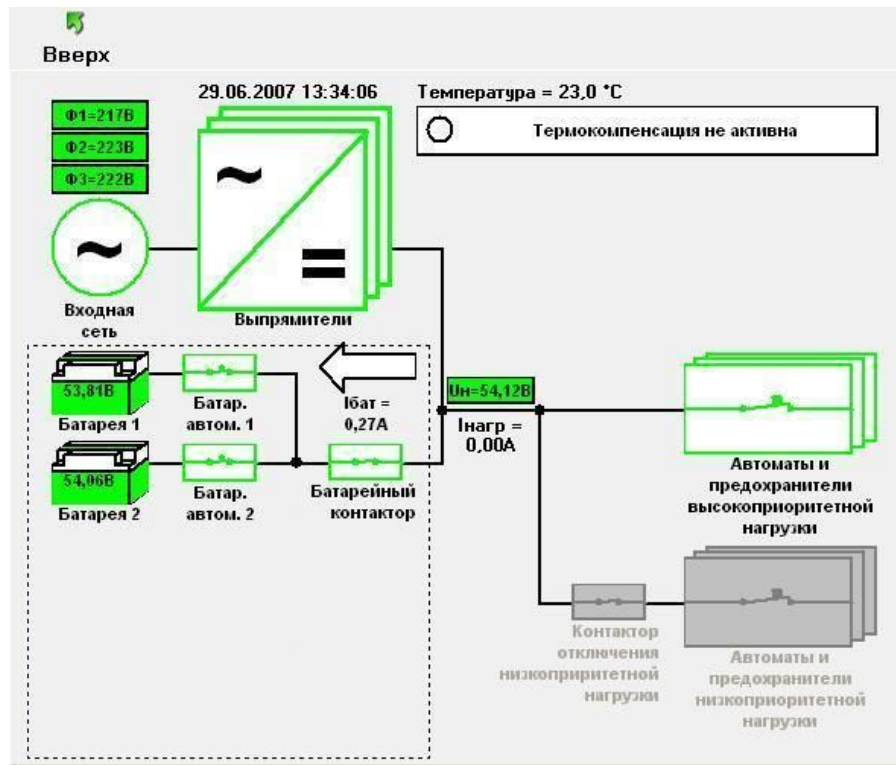 Вверх
29.06.2007 13:34:06
Температура = 23,0 °C
Ф1=217В
Ф2=223В
Ф3=222В
Термокомпенсация не активна
~
~
=
Входная
сеть
Выпрямители
53,81В
Батарея 1
Батар.
автом. 1
Iбат =
0,27А
Uн=54,12В
Iнагр =
0,00А
54,06В
Батарея 2
Батар.
автом. 2
Батарейный
контактор
Автоматы и
предохранители
высокоприоритетной
нагрузки
Контактор
отключения
низкоприритетной
нагрузки
Автоматы и
предохранители
низкоприоритетной
нагрузки